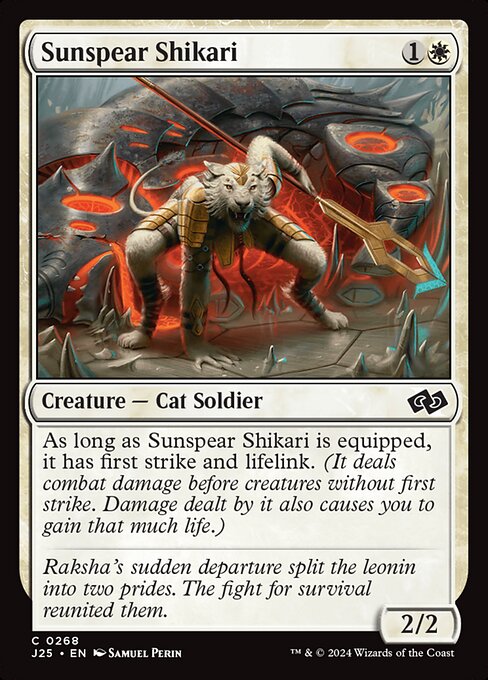 Sunspear Shikari 1
Creature — Cat Soldier
As long as Sunspear Shikari is equipped,
it has first strike and lifelink. (It deals
combat damage before creatures without first
strike. Damage dealt by it also causes you to
gain that much life.)
Raksha's sudden departure split the leonin
into two prides. The fight for survival
reunited them.
2/2
C 0268
J25 • EN Samuel Perin
™ & © 2024 Wizards of the Coast